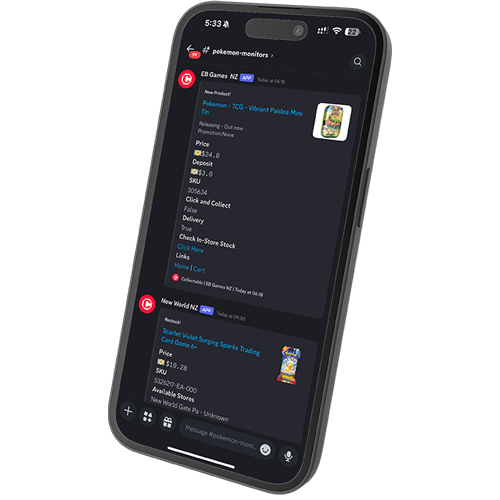 5:33
22
99
# pokemon-monitors ›
EB Games NZ APP Today at 06:18
New Product!
Pokemon - TCG - Vibrant Paldea Mini
Tin
Releasing - Out now
Promotion None
Price
$24.0
Deposit
$3.0
SKU
305634
Click and Collect
False
Delivery
True
Check In-Store Stock
Click Here
Links
Home | Cart
Collectable | EB Games NZ | Today at 06:18
New World NZ APP Today at 09:00
Restock!
Scarlet Violet Surging Sparks Trading
Card Game 6+
Price
$10.28
SKU
5326217-EA-000
Available Stores
New World Gate Pa - Unknown
Message #pokemon-moni...